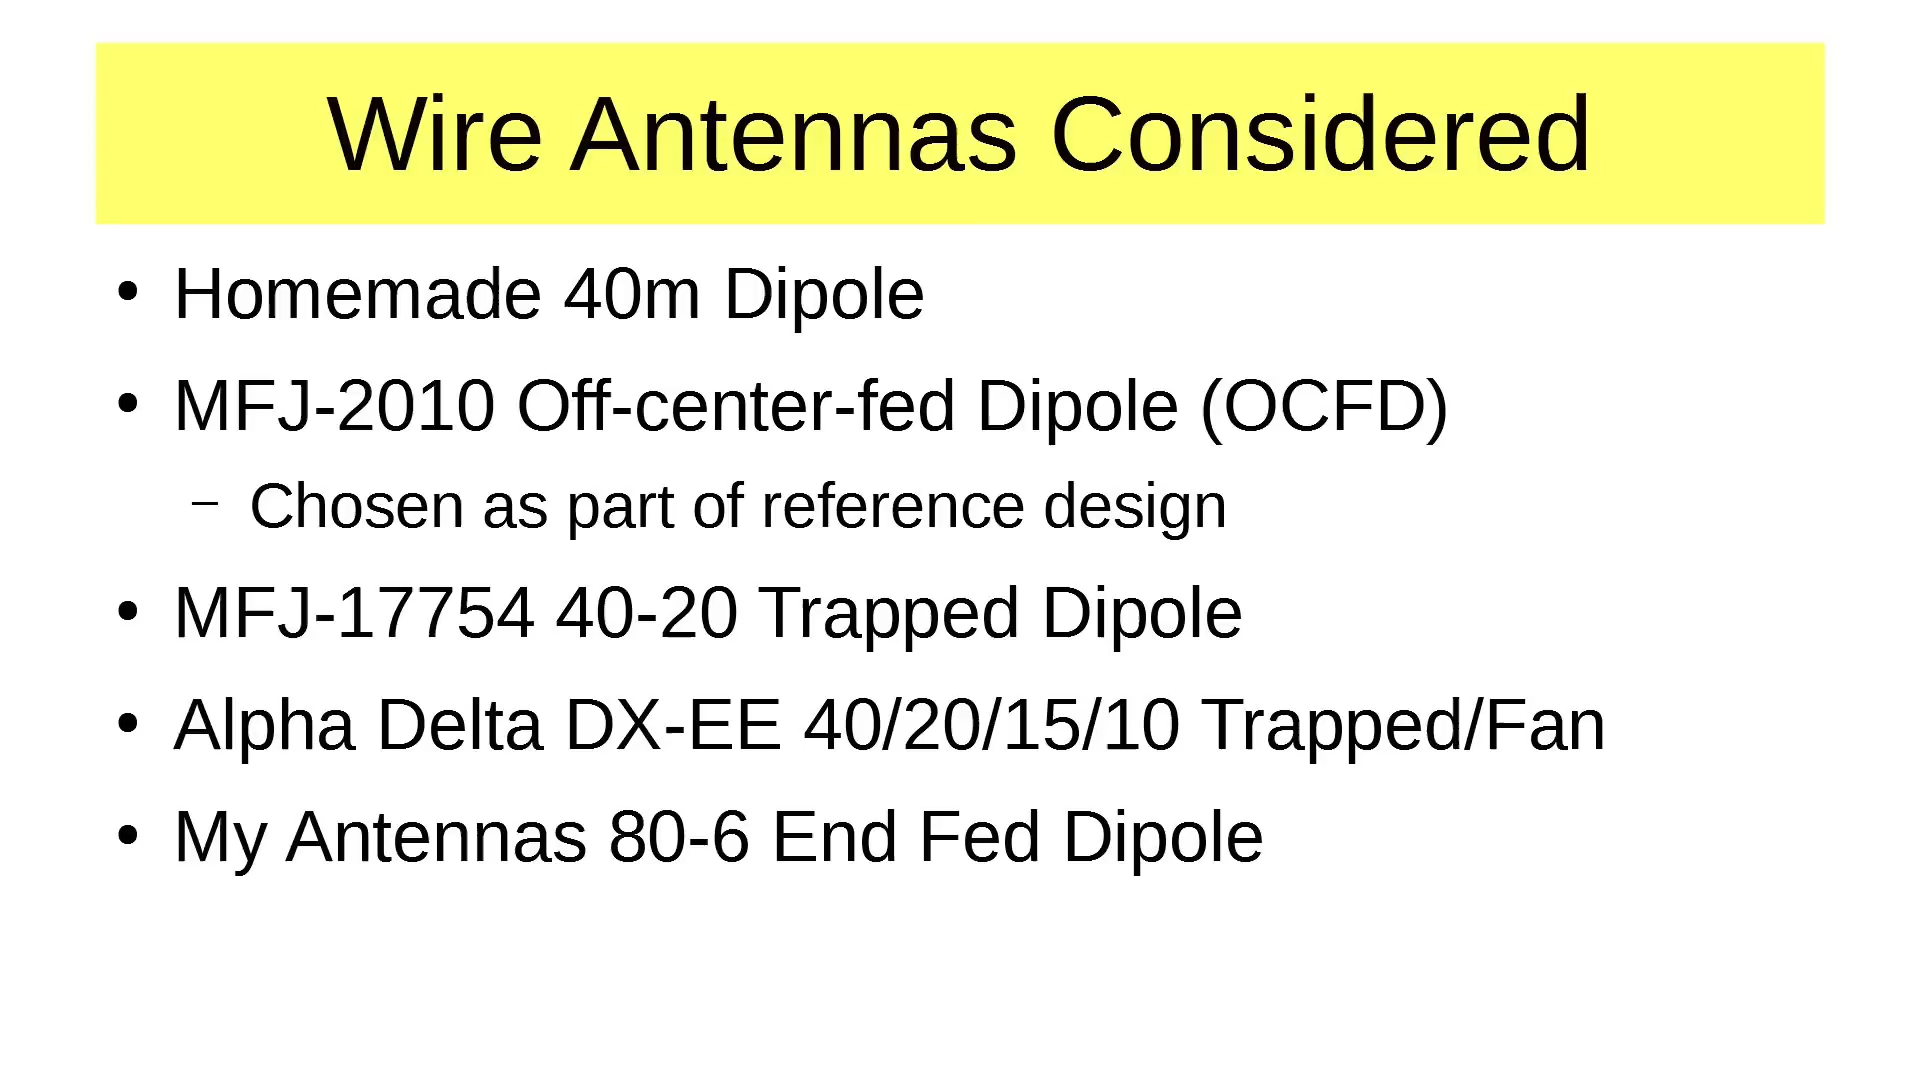 Wire Antennas Considered
• Homemade 40m Dipole
• MFJ-2010 Off-center-fed Dipole (OCFD)
– Chosen as part of reference design
• MFJ-17754 40-20 Trapped Dipole
• Alpha Delta DX-EE 40/20/15/10 Trapped/Fan
• My Antennas 80-6 End Fed Dipole